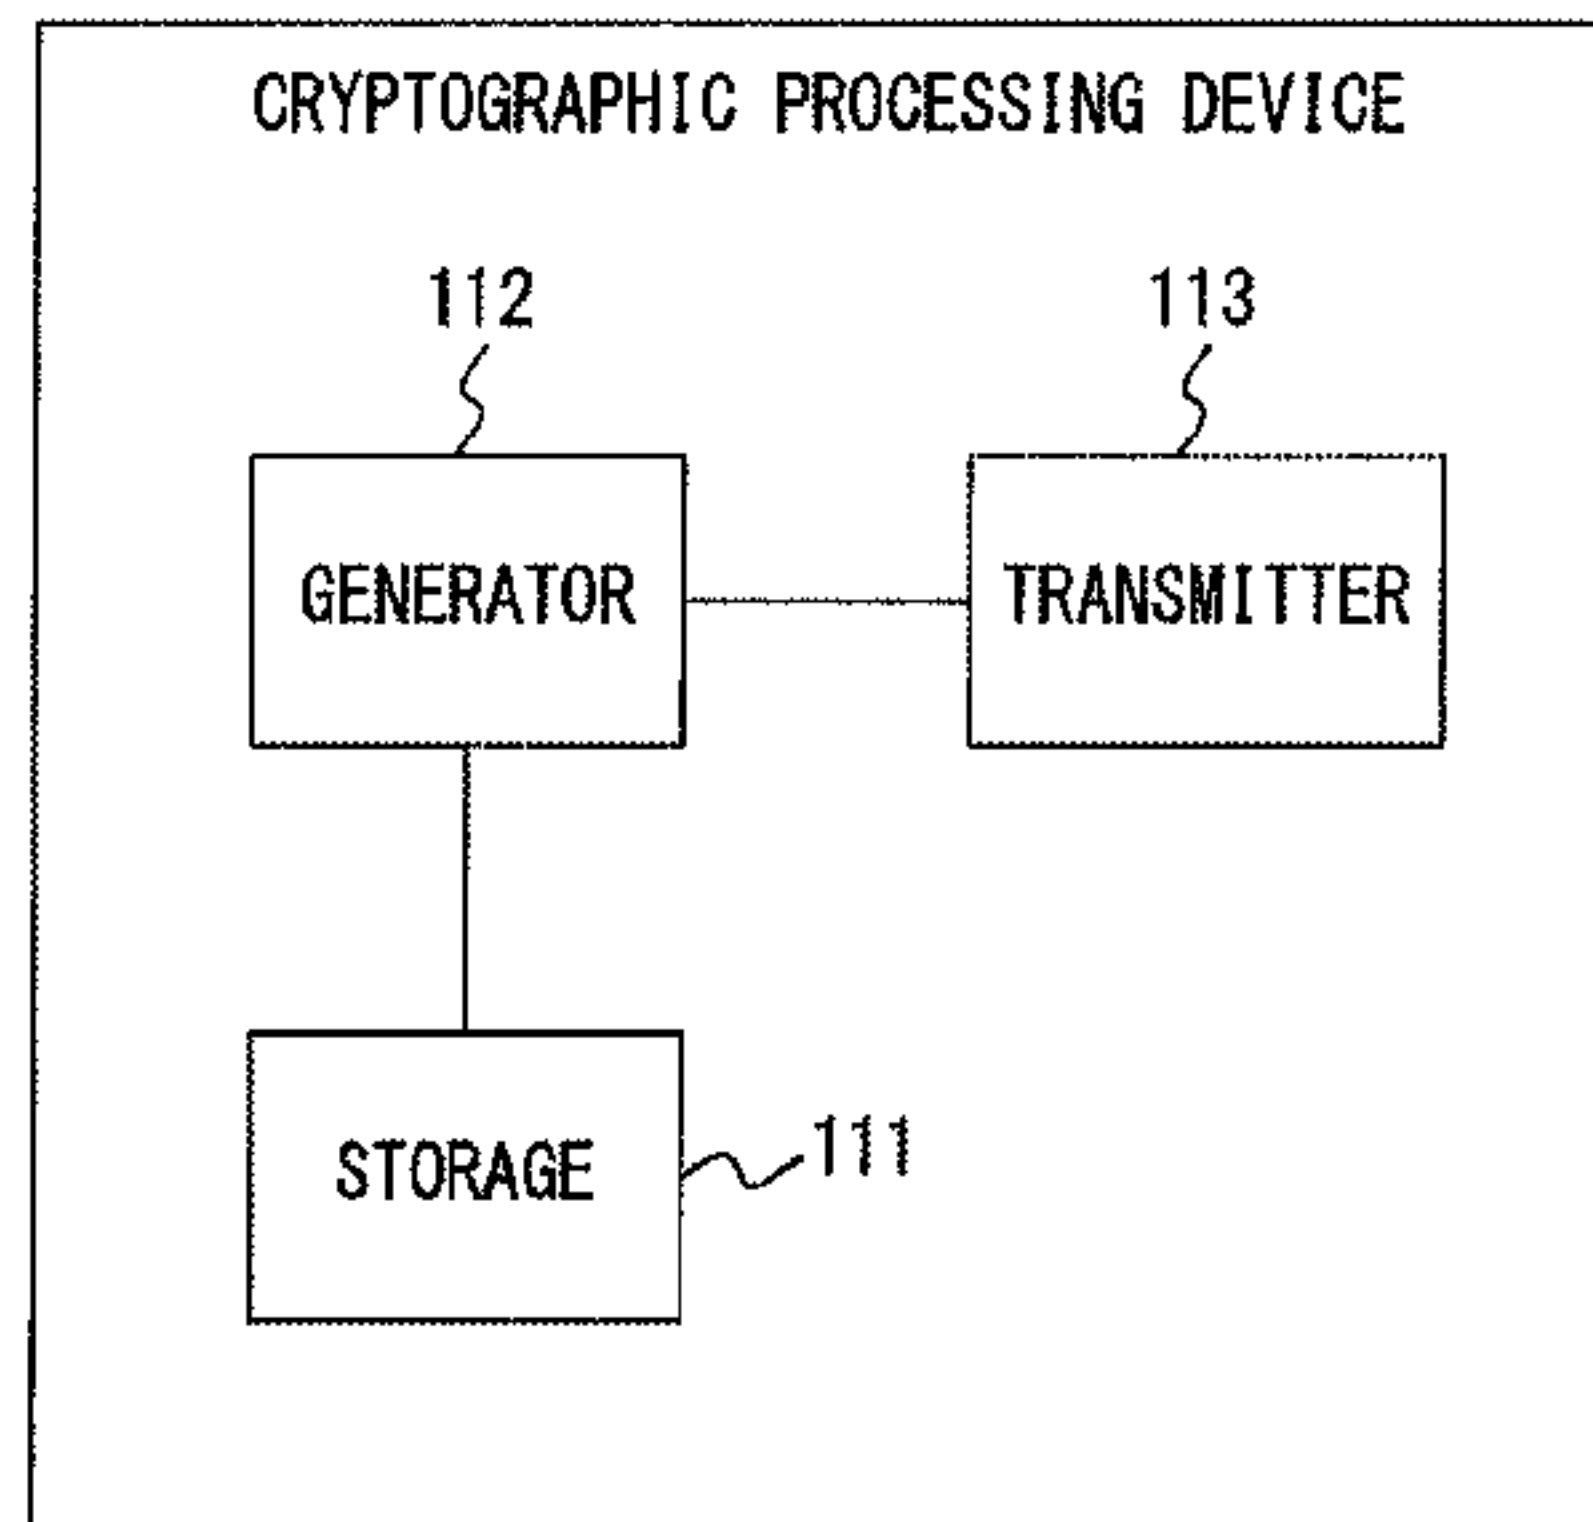 CRYPTOGRAPHIC PROCESSING DEVICE
112
113
GENERATOR
TRANSMITTER
STORAGE
111